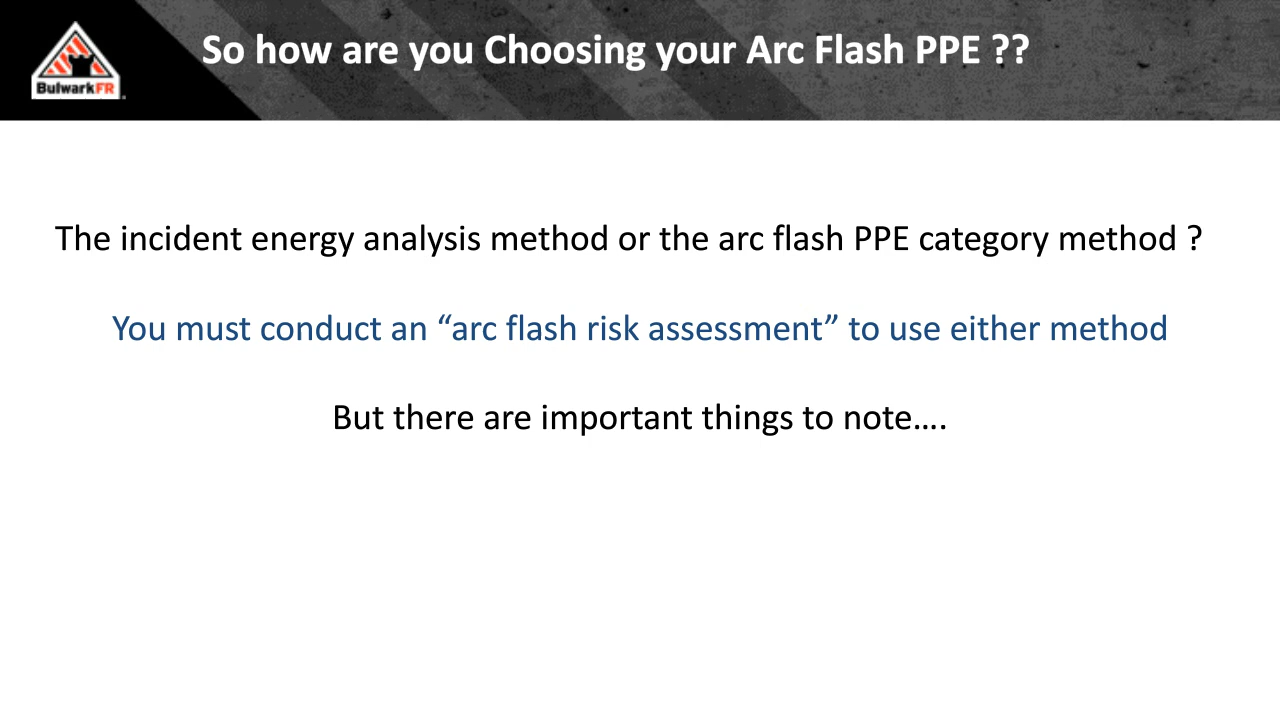 So how are you Choosing your Arc Flash PPE ??
BulwarkFR
The incident energy analysis method or the arc flash PPE category method ?
You must conduct an “arc flash risk assessment” to use either method
But there are important things to note….